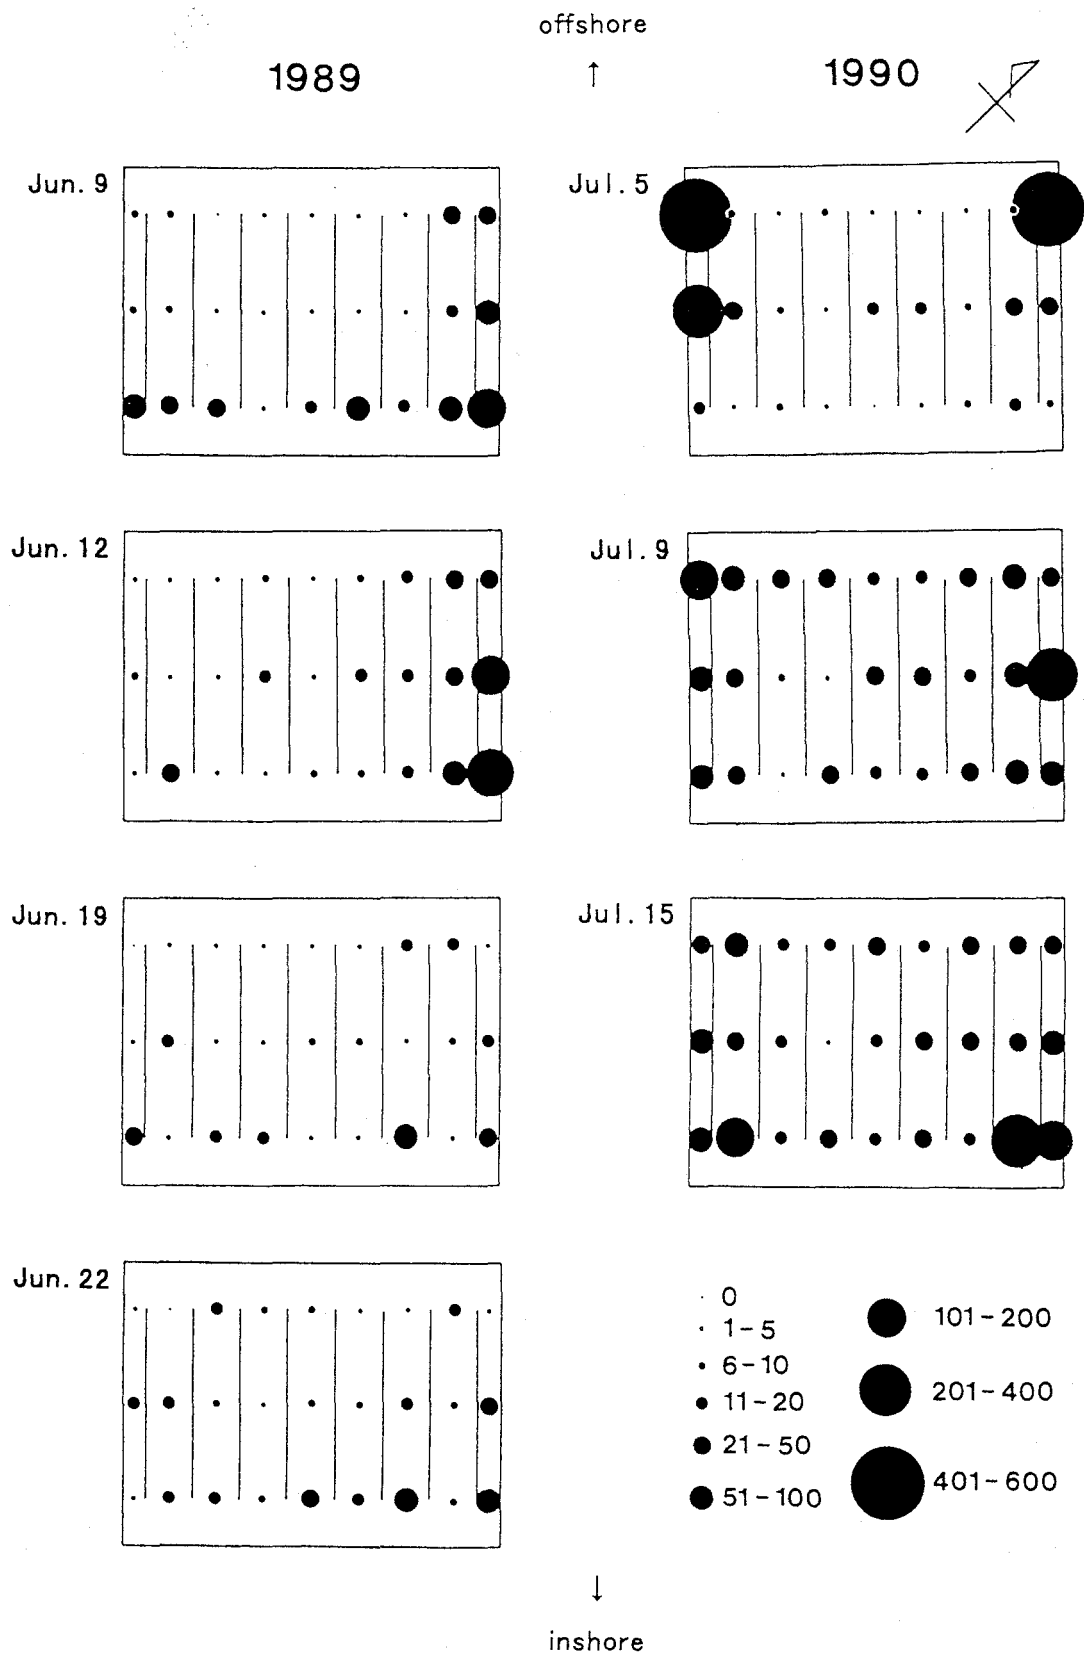 offshore
↑
1989
1990
Jun. 9
Jul. 5
Jun. 12
Jul. 9
Jun. 19
Jul. 15
Jun. 22
0
1-5
6-10
11-20
21-50
51-100
101-200
201-400
401-600
↓
inshore